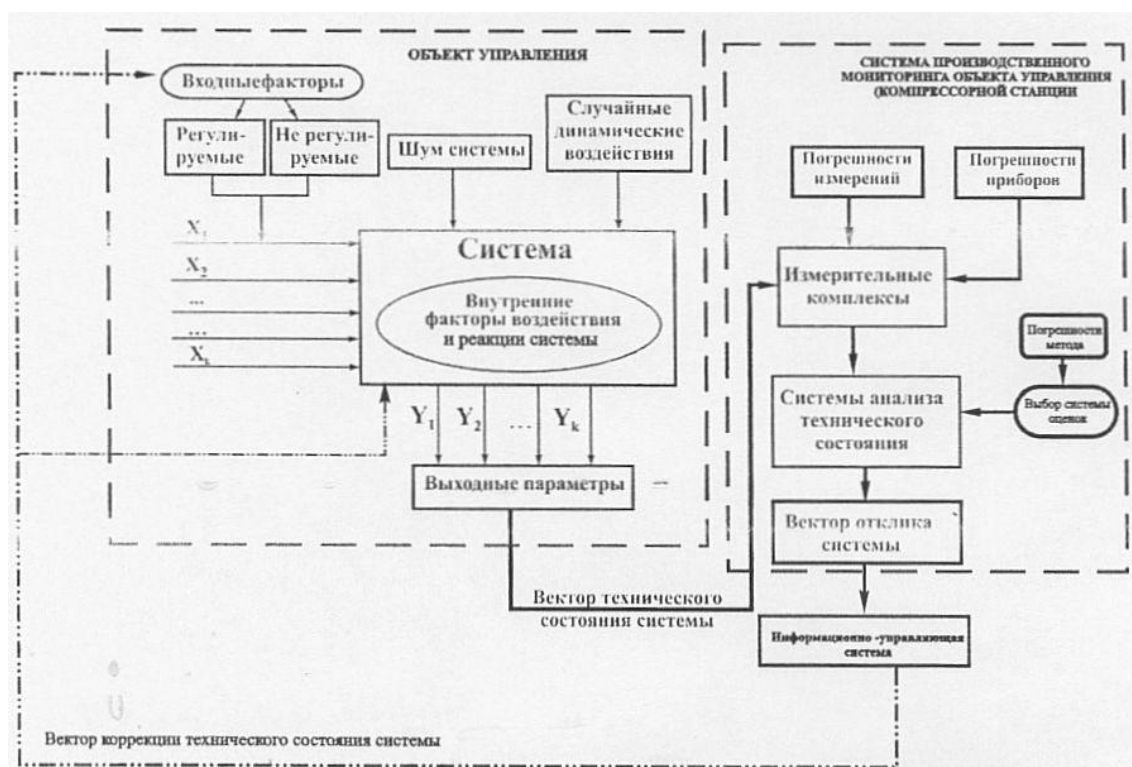 ОБЪЕКТ УПРАВЛЕНИЯ
Входныефакторы
Регули-
руемые
Не регули-
руемые
Шум системы
Случайные
динамические
воздействия
X1
X2
...
...
Xk
Система
Внутренние
факторы воздействия
и реакции системы
Y1 Y2 ... Yk
Выходные параметры
Вектор технического
состояния системы
СИСТЕМА ПРОИЗВОДСТВЕННОГО
МОНИТОРИНГА ОБЪЕКТА УПРАВЛЕНИЯ
(КОМПРЕССОРНОЙ СТАНЦИИ
Погрешности
измерений
Погрешности
приборов
Измерительные
комплексы
Погрешности
метода
Выбор системы
оценок
Системы анализа
технического
состояния
Вектор отклика
системы
Информационно -управляющая
система
Вектор коррекции технического состояния системы